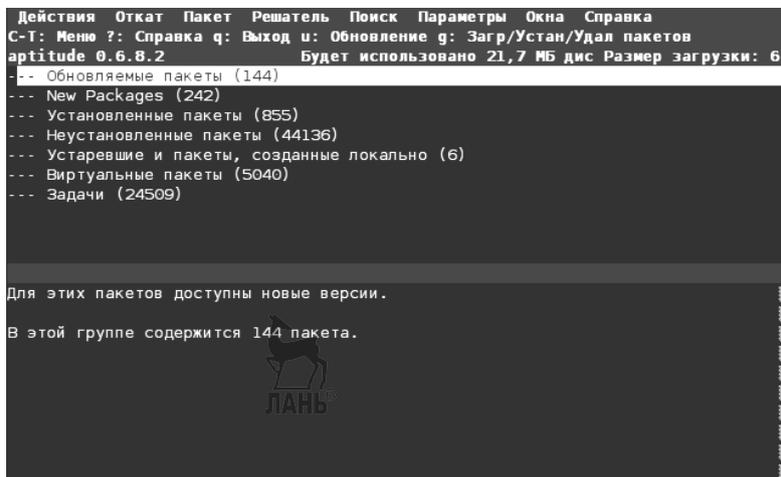 Действия Откат Пакет Решатель Поиск Параметры Окна Справка
C-T: Меню ?: Справка q: Выход u: Обновление g: Загр/Устан/Удал пакетов
aptitude 0.6.8.2 Будет использовано 21,7 МБ дис Размер загрузки: 6
--- Обновляемые пакеты (144)
--- New Packages (242)
--- Установленные пакеты (855)
--- Неустановленные пакеты (44136)
--- Устаревшие и пакеты, созданные локально (6)
--- Виртуальные пакеты (5040)
--- Задачи (24509)
Для этих пакетов доступны новые версии.
В этой группе содержится 144 пакета.
ЛАНЬ®